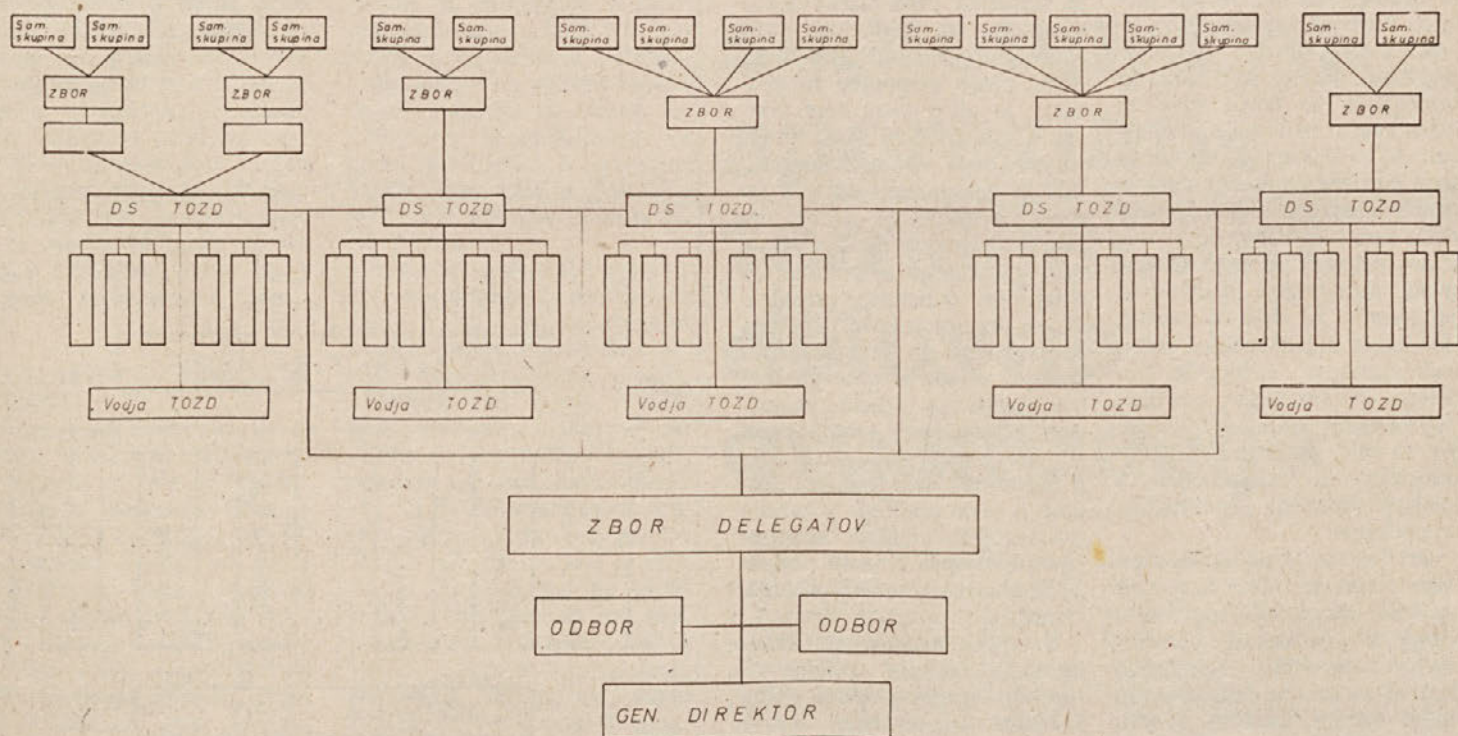 Sam.
skupina
Sam.
skupina
Sam.
skupina
Sam.
skupina
Sam.
skupina
Sam.
skupina
Sam.
skupina
Sam.
skupina
Sam.
skupina
Sam.
skupina
Sam.
skupina
Sam.
skupina
Sam.
skupina
Sam.
skupina
Sam.
skupina
Sam.
skupina
Sam.
skupina
ZBOR
ZBOR
ZBOR
ZBOR
ZBOR
ZBOR
DS TOZD
DS TOZD
DS TOZD.
DS TOZD
DS TOZD
Vodja TOZD
Vodja TOZD
Vodja TOZD
Vodja TOZD
Vodja TOZD
ZBOR DELEGATOV
ODBOR
ODBOR
GEN. DIREKTOR